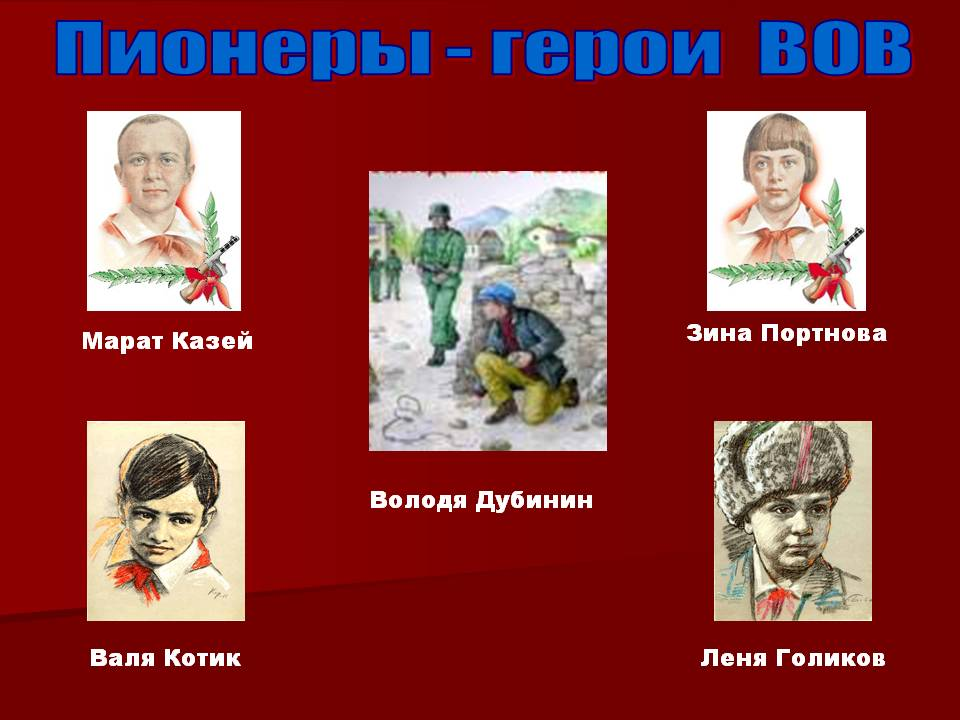 Пионеры - герои ВОВ
Марат Казей
Зина Портнова
Володя Дубинин
Валя Котик
Леня Голиков